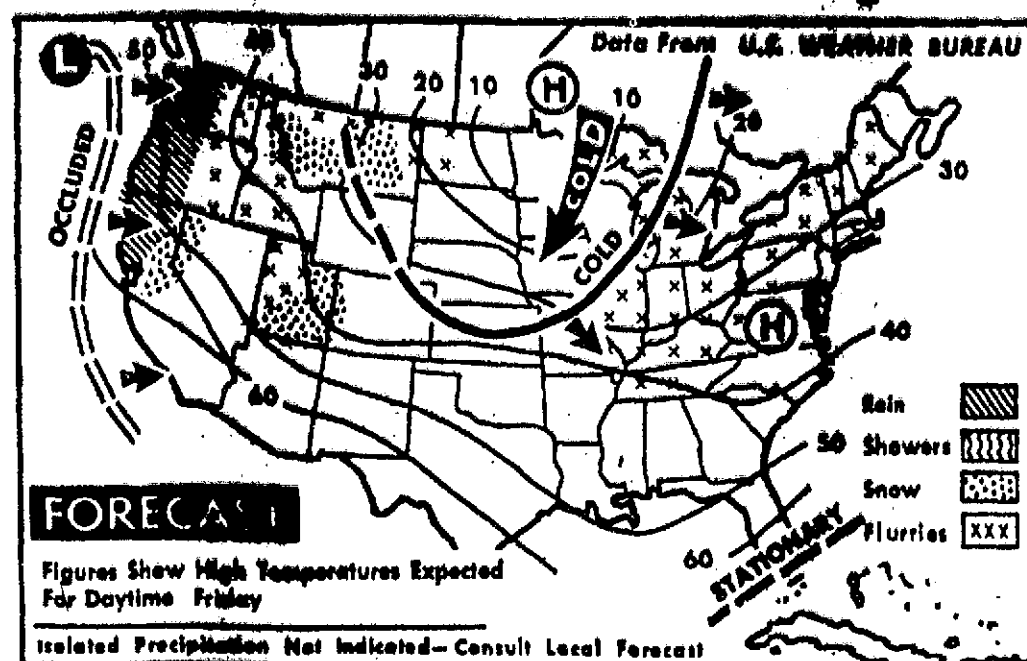 Data From U.S. WEATHER BUREAU
L
50
30
20
10
H
10
20
30
COLD
OCCLUDED
COLD
H
40
60
Rain
50
Showers
Snow
FORECAST
Flurries
XXX
60
STATIONARY
Figures Show High Temperatures Expected
For Daytime Friday
Isolated Precipitation Not Indicated—Consult Local Forecast